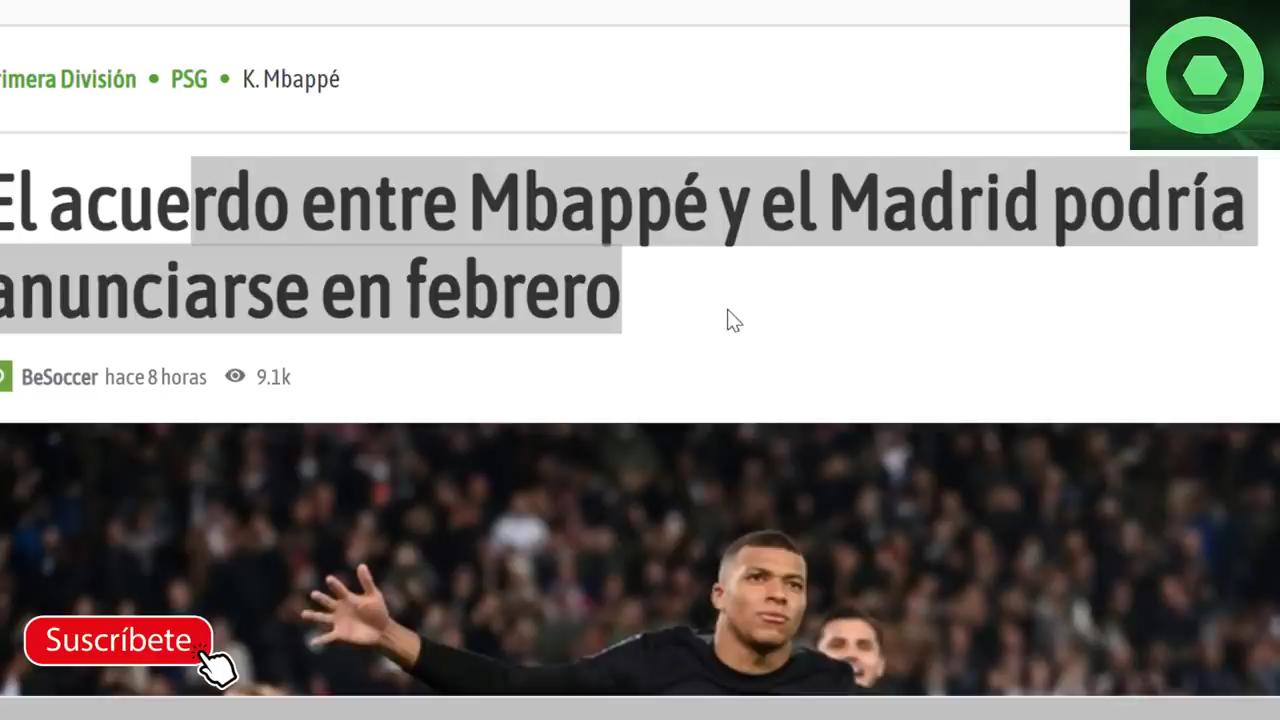 rimera División • PSG • K. Mbappé
El acuerdo entre Mbappé y el Madrid podría
anunciarse en febrero
BeSoccer hace 8 horas 9.1k
Suscríbete